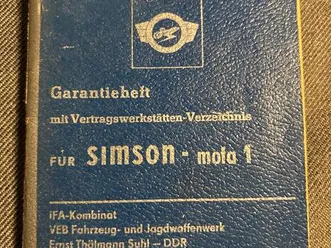 Garantieheft
mit Vertragswerkstätten-Verzeichnis
FÜR SIMSON - mofa 1
IFA-Kombinat
VEB Fahrzeug- und Jagdwaffenwerk
Ernst Thälmann Suhl — DDR